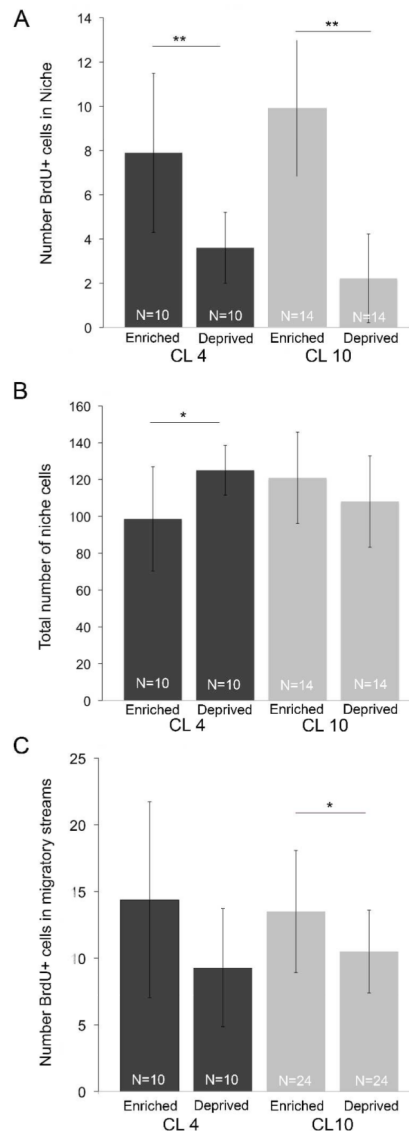 A
Number BrdU+ cells in Niche
14
12
10
8
6
4
2
0
**
**
N=10
N=10
N=14
N=14
Enriched
Deprived
Enriched
Deprived
CL 4
CL 10
B
Total number of niche cells
160
140
120
100
80
60
40
20
0
*
N=10
N=10
N=14
N=14
Enriched
Deprived
Enriched
Deprived
CL 4
CL 10
C
Number BrdU+ cells in migratory streams
25
20
15
10
5
0
*
N=10
N=10
N=24
N=24
Enriched
Deprived
Enriched
Deprived
CL 4
CL10